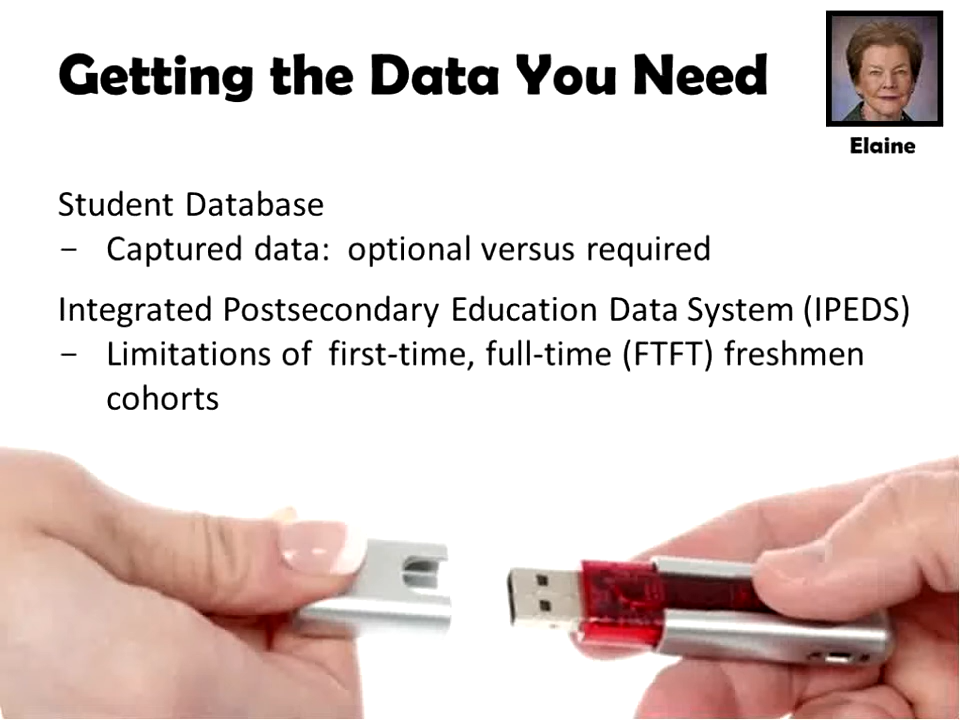 Getting the Data You Need
Elaine
Student Database
– Captured data: optional versus required
Integrated Postsecondary Education Data System (IPEDS)
– Limitations of first-time, full-time (FTFT) freshmen
cohorts